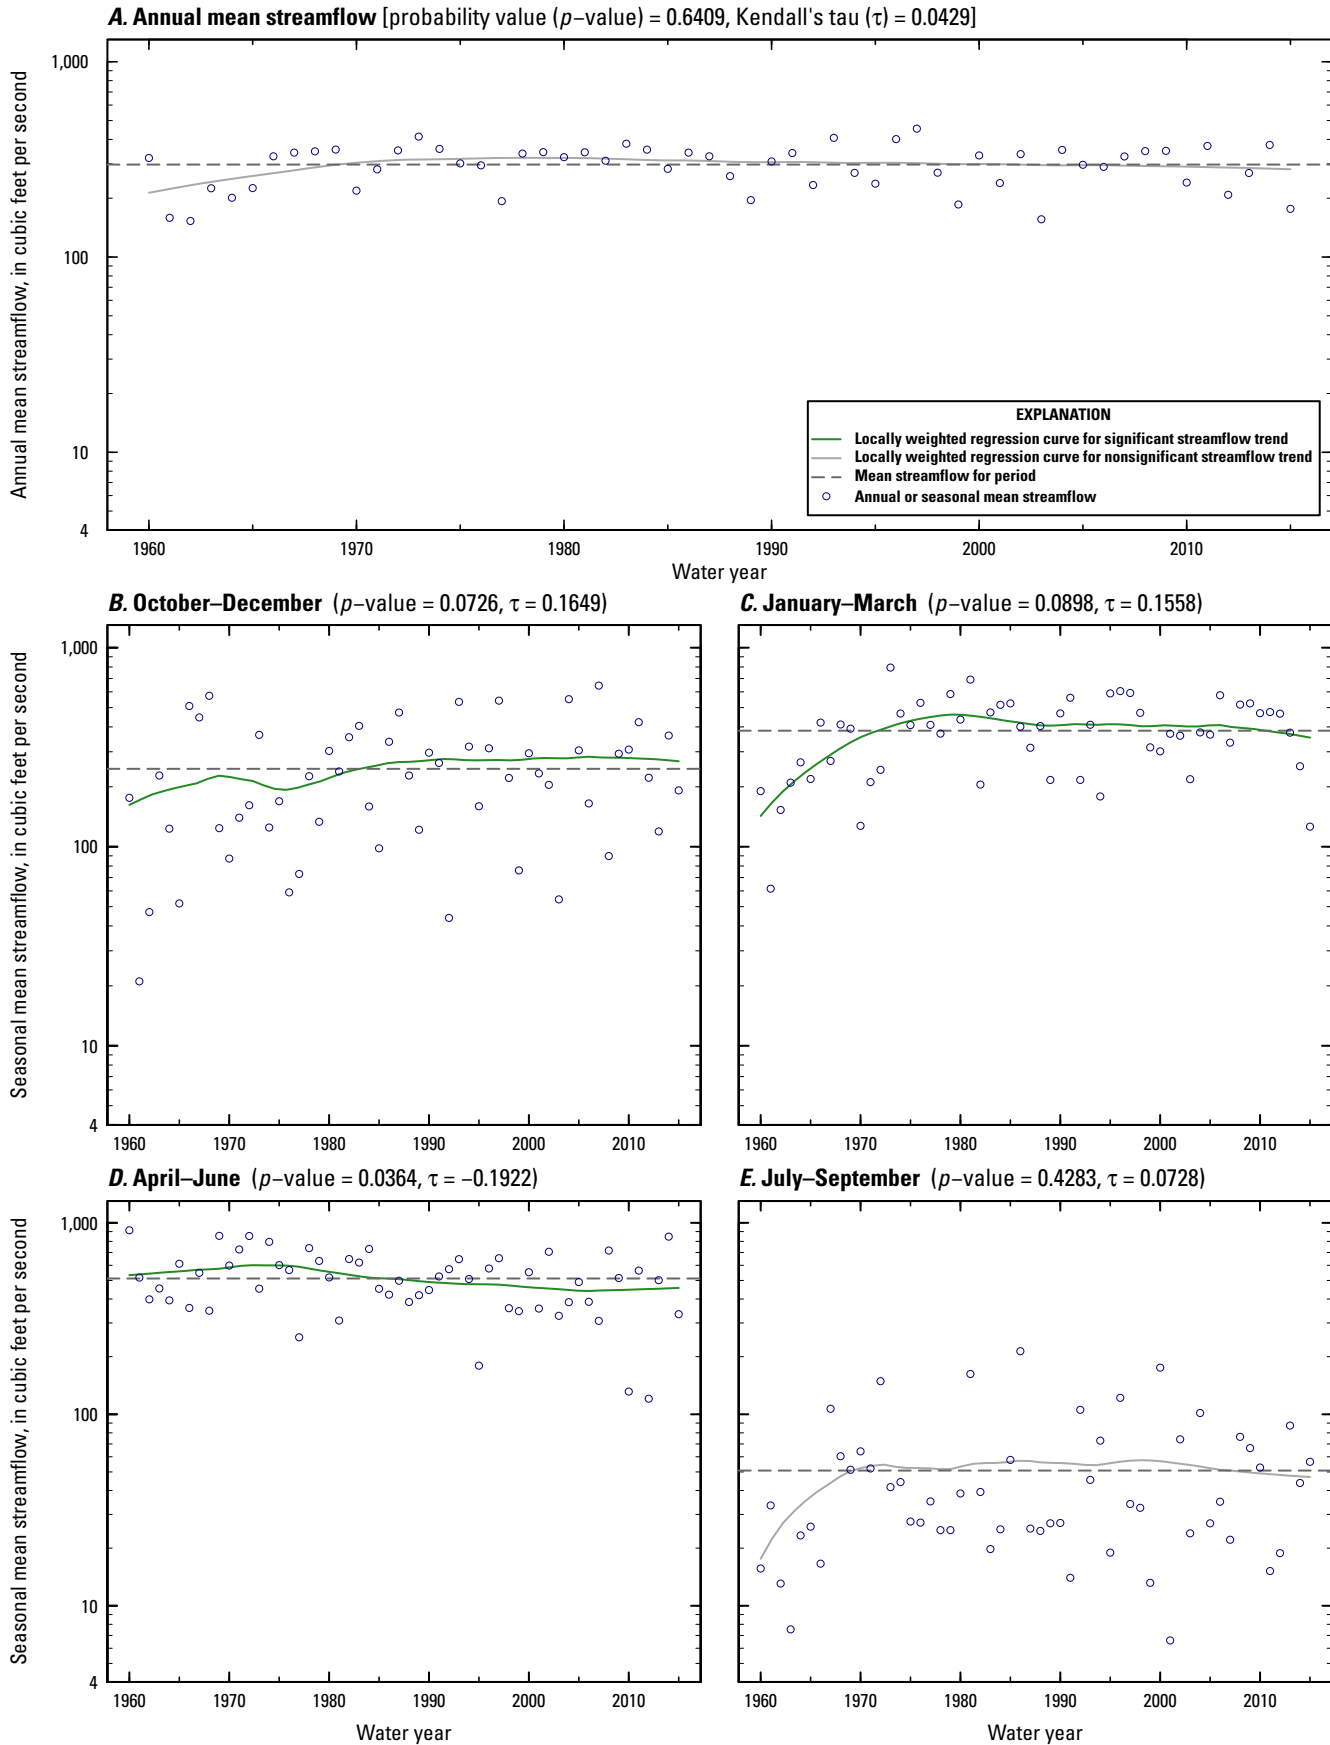 A. Annual mean streamflow [probability value (p–value) = 0.6409, Kendall's tau (τ) = 0.0429]
Annual mean streamflow, in cubic feet per second
1,000
100
10
4
EXPLANATION
Locally weighted regression curve for significant streamflow trend
Locally weighted regression curve for nonsignificant streamflow trend
Mean streamflow for period
Annual or seasonal mean streamflow
1960 1970 1980 1990 2000 2010
Water year
B. October–December (p–value = 0.0726, τ = 0.1649)
Seasonal mean streamflow, in cubic feet per second
1,000
100
10
4
1960 1970 1980 1990 2000 2010
C. January–March (p–value = 0.0898, τ = 0.1558)
1960 1970 1980 1990 2000 2010
D. April–June (p–value = 0.0364, τ = –0.1922)
Seasonal mean streamflow, in cubic feet per second
1,000
100
10
4
1960 1970 1980 1990 2000 2010
Water year
E. July–September (p–value = 0.4283, τ = 0.0728)
1,000
100
10
4
1960 1970 1980 1990 2000 2010
Water year